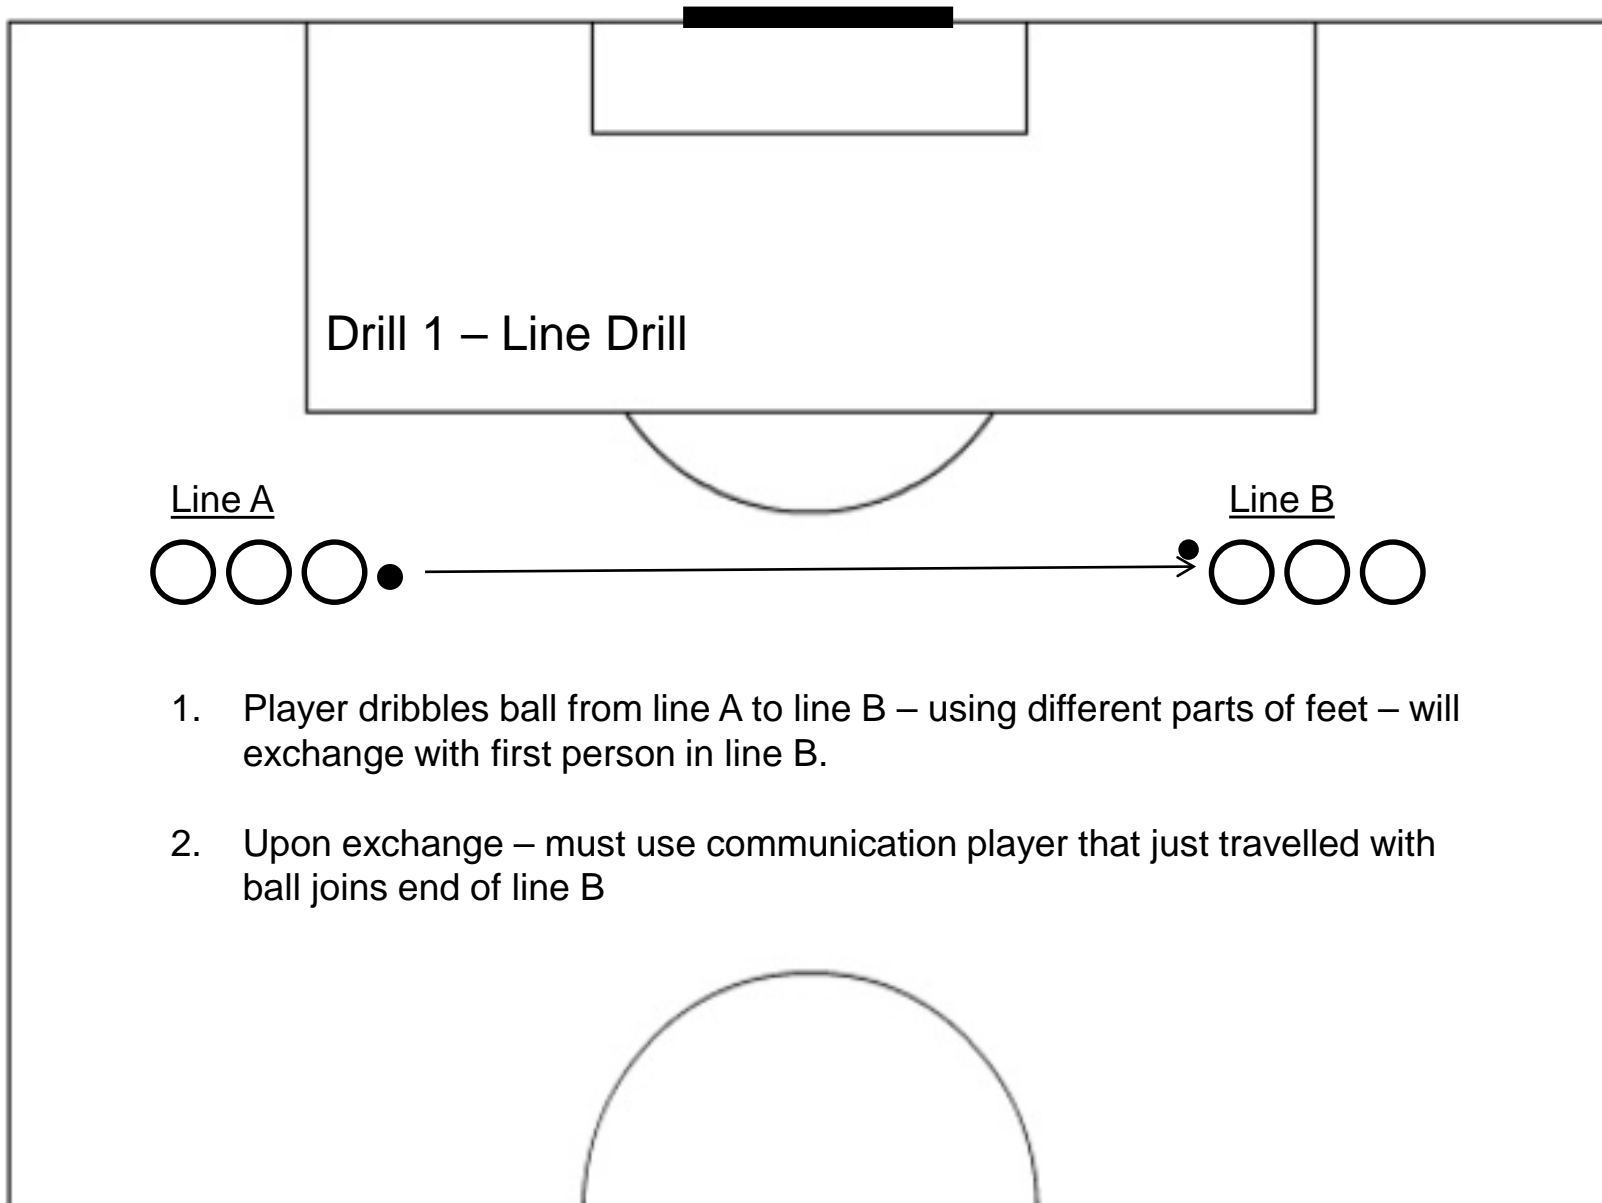 Drill 1 – Line Drill
Line A
Line B
1. Player dribbles ball from line A to line B – using different parts of feet – will
exchange with first person in line B.
2. Upon exchange – must use communication player that just travelled with
ball joins end of line B